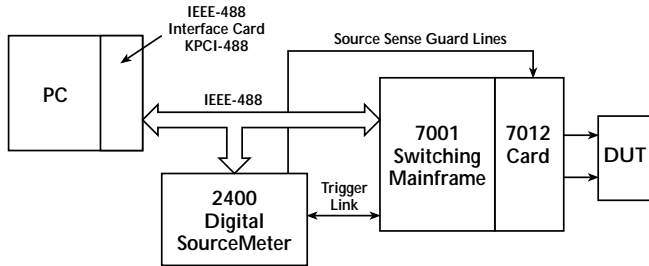 IEEE-488
Interface Card
KPCI-488
Source Sense Guard Lines
PC
IEEE-488
7001
Switching
Mainframe
7012
Card
DUT
2400
Digital
SourceMeter
Trigger
Link